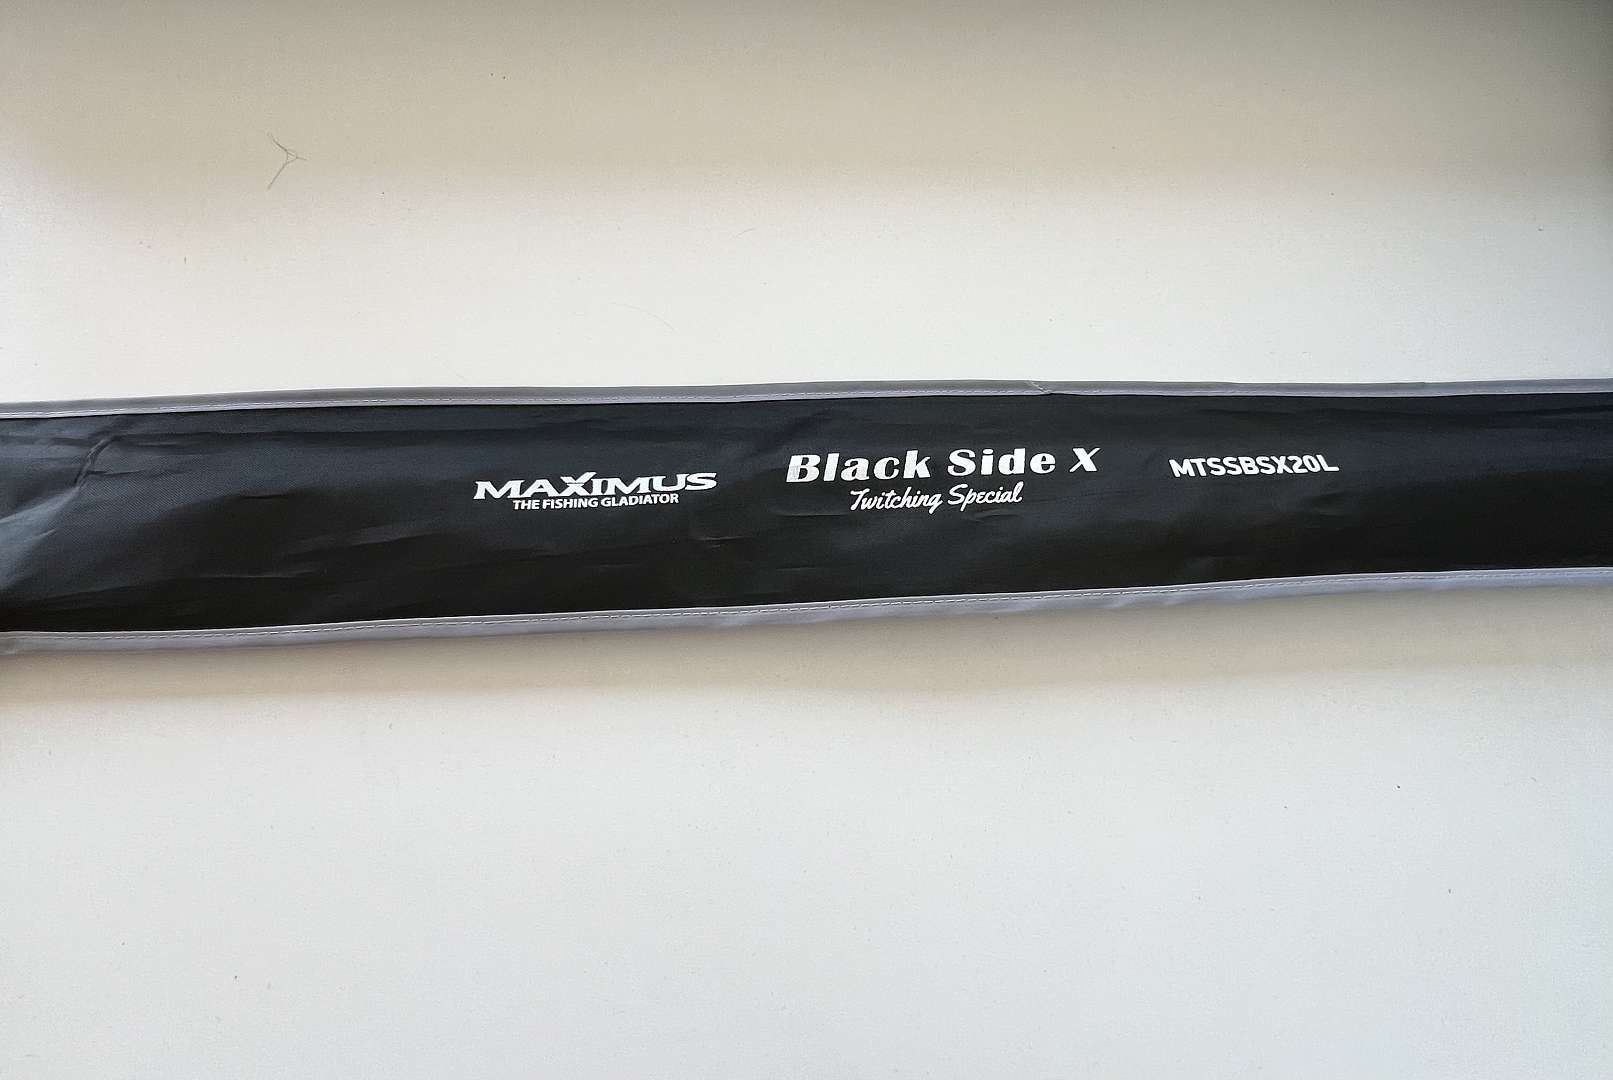 MAXIMUS
THE FISHING GLADIATOR
Black Side X
Twitching Special
MTSSBSX20L